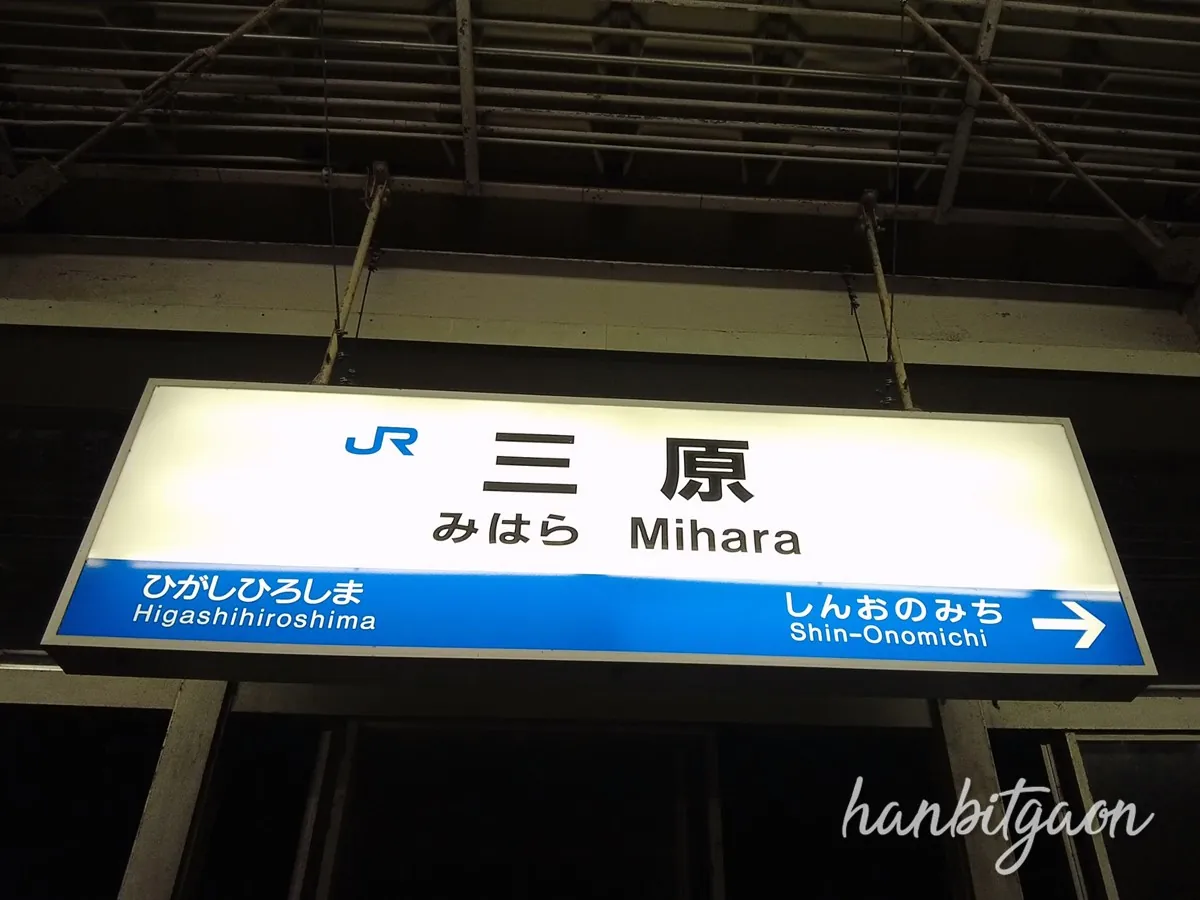 JR 三原
みはら Mihara
ひがしひろしま
Higashihiroshima
しんおのみち
Shin-Onomichi
hanbitgaon